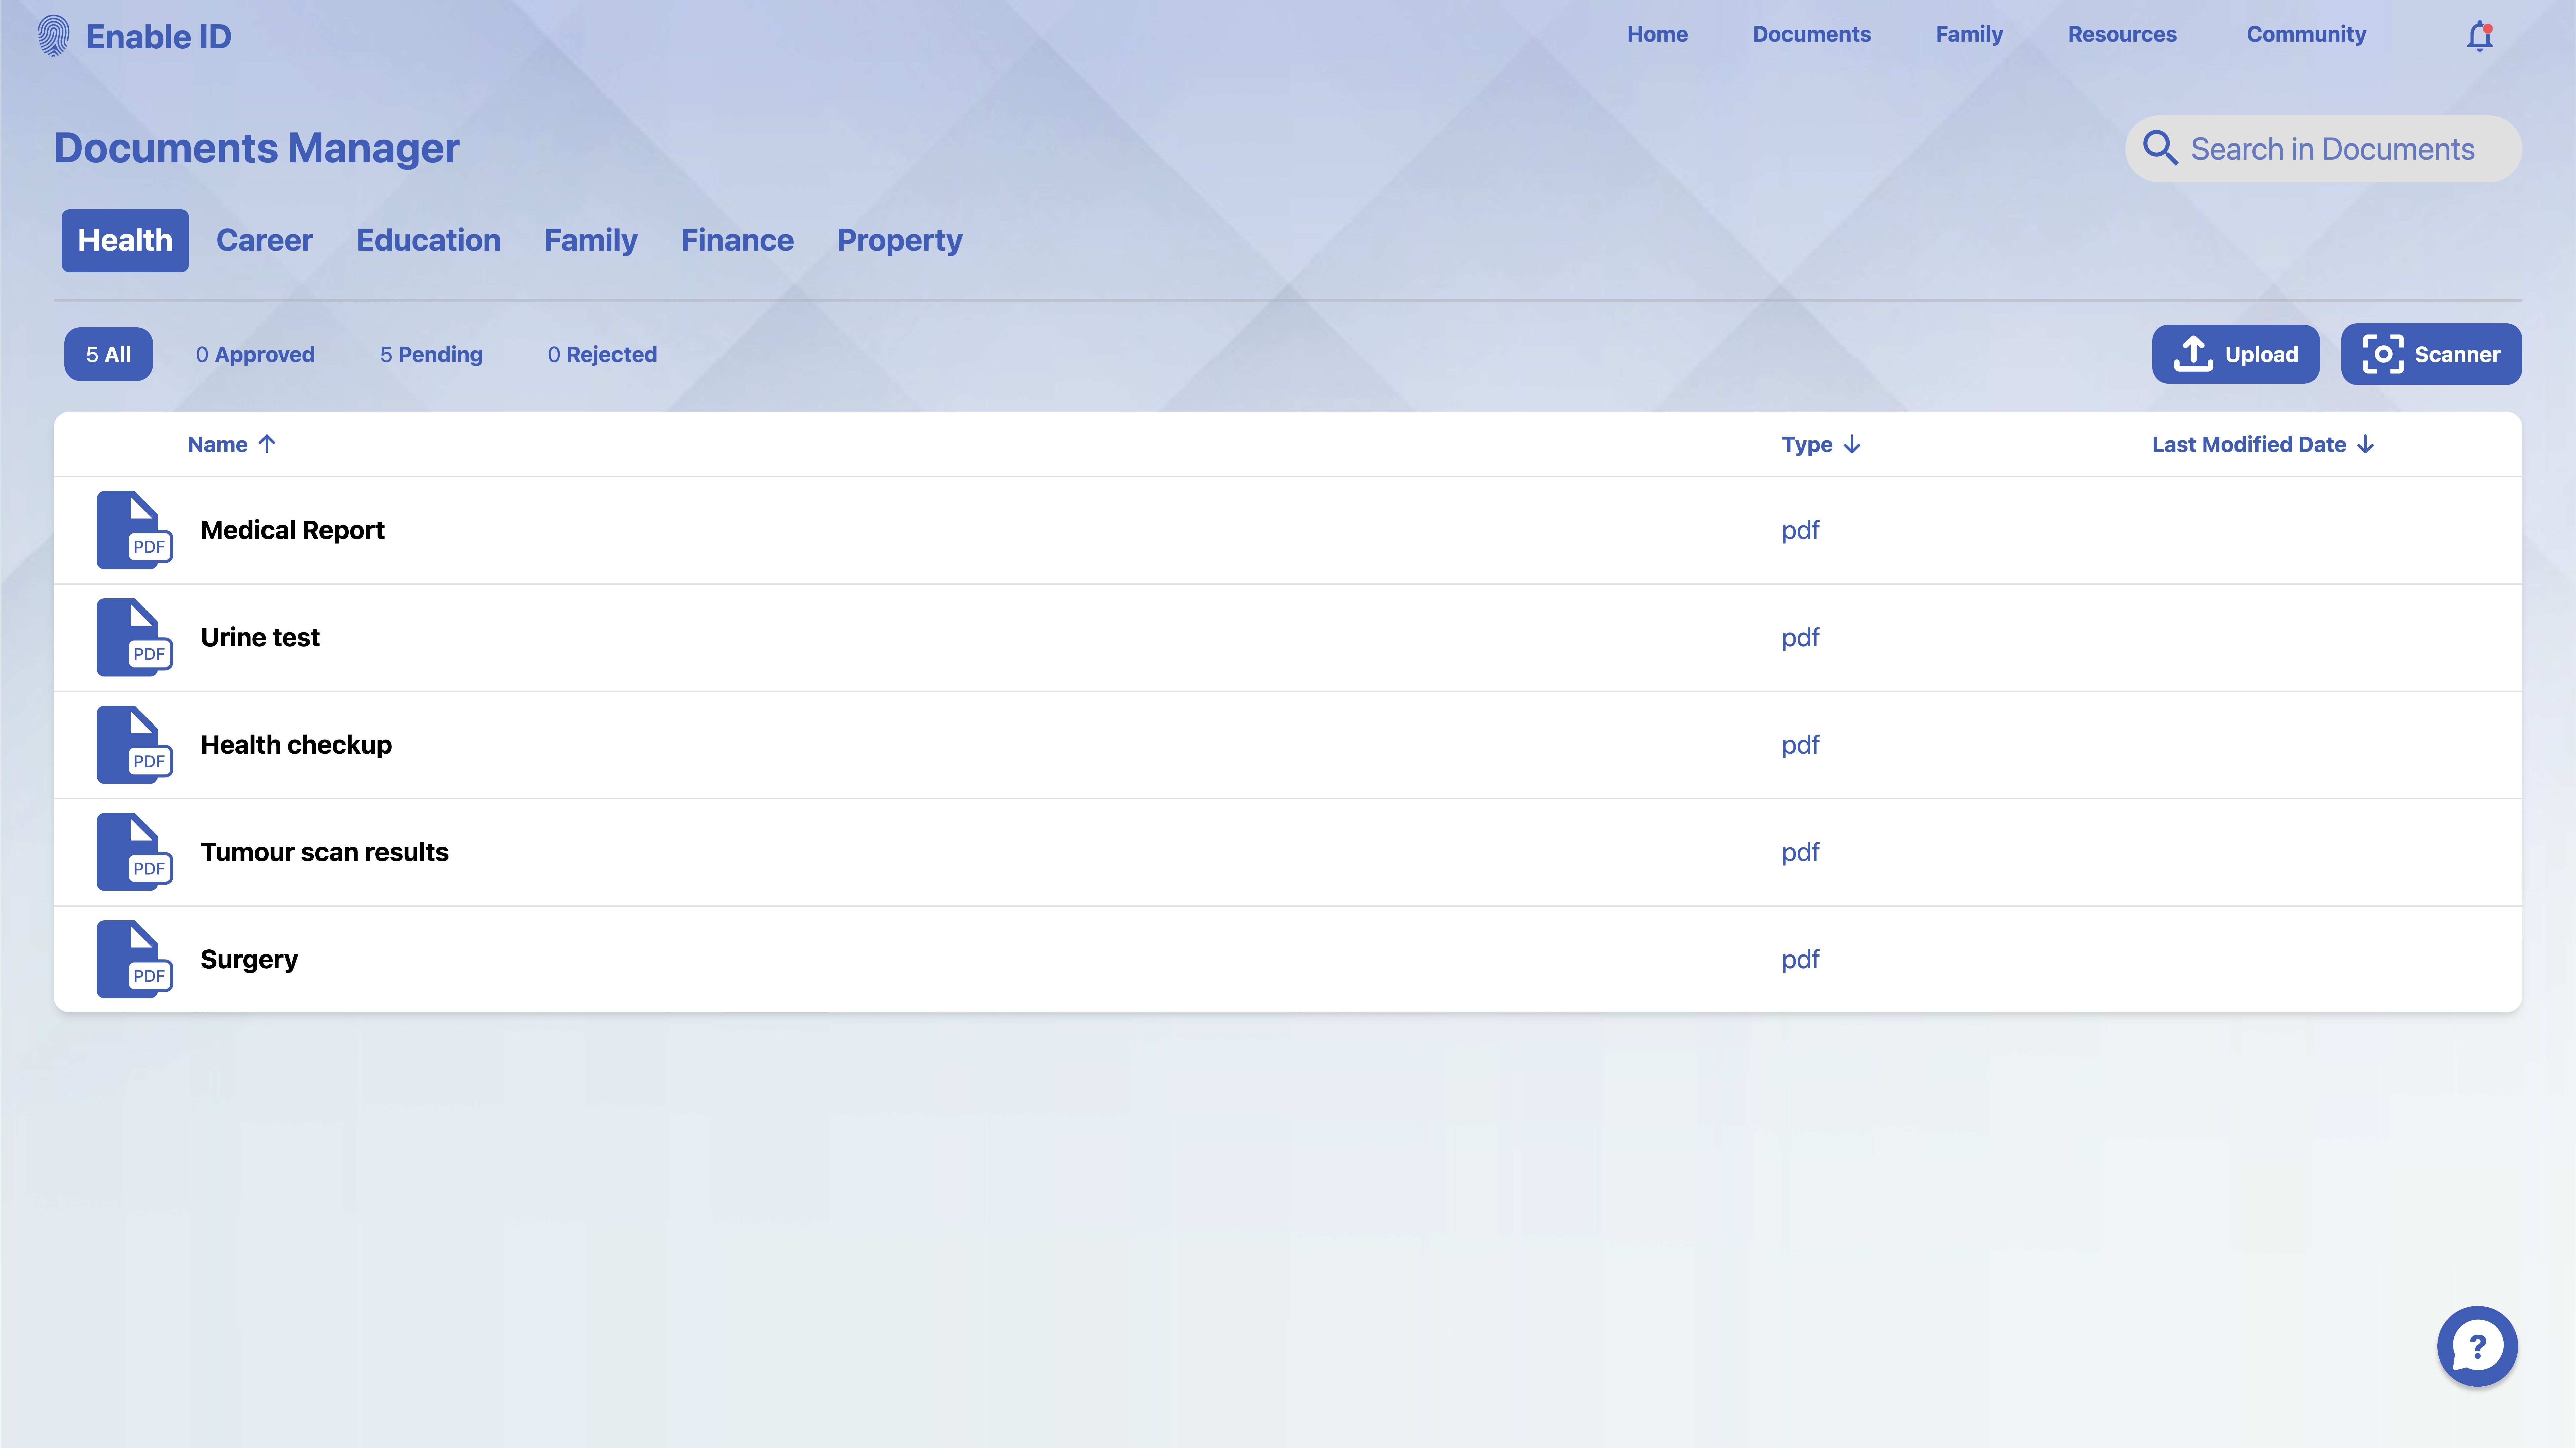 Enable ID
Home Documents Family Resources Community
Documents Manager
Search in Documents
Health Career Education Family Finance Property
5 All 0 Approved 5 Pending 0 Rejected
Upload Scanner
Name Type Last Modified Date
PDF Medical Report pdf
PDF Urine test pdf
PDF Health checkup pdf
PDF Tumour scan results pdf
PDF Surgery pdf
?